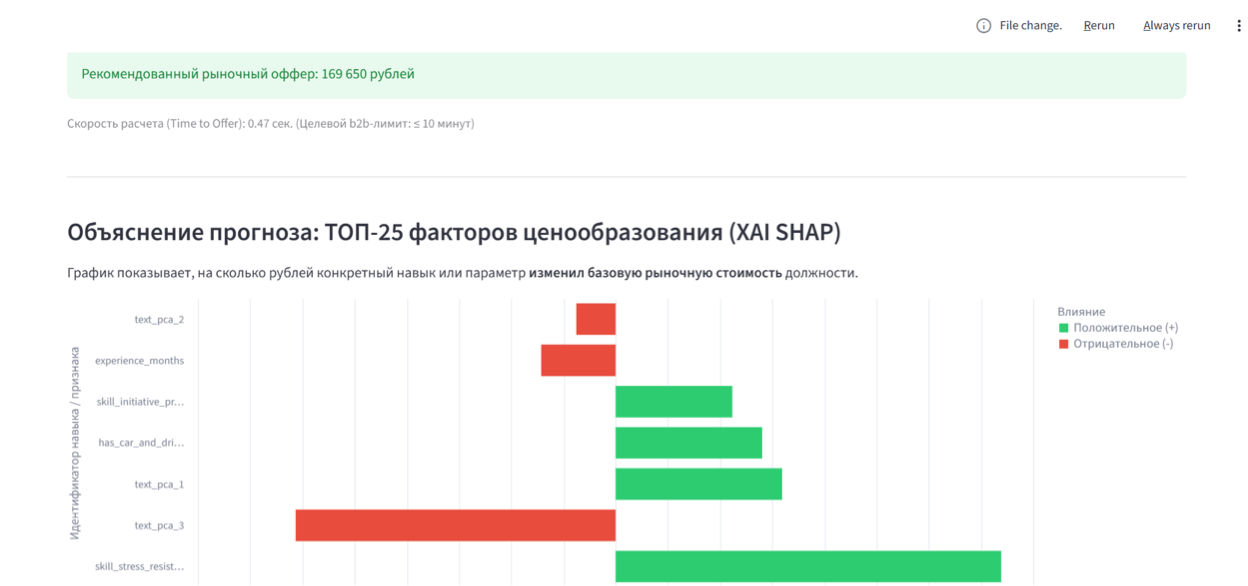 File change. Rerun Always rerun
Рекомендованный рыночный оффер: 169 650 рублей
Скорость расчета (Time to Offer): 0.47 сек. (Целевой b2b-лимит: ≤ 10 минут)
Объяснение прогноза: ТОП-25 факторов ценообразования (XAI SHAP)
График показывает, на сколько рублей конкретный навык или параметр изменил базовую рыночную стоимость должности.
Идентификатор навыка / признака
text_pca_2
experience_months
skill_initiative_pr…
has_car_and_dri…
text_pca_1
text_pca_3
skill_stress_resist…
Влияние
Положительное (+)
Отрицательное (-)